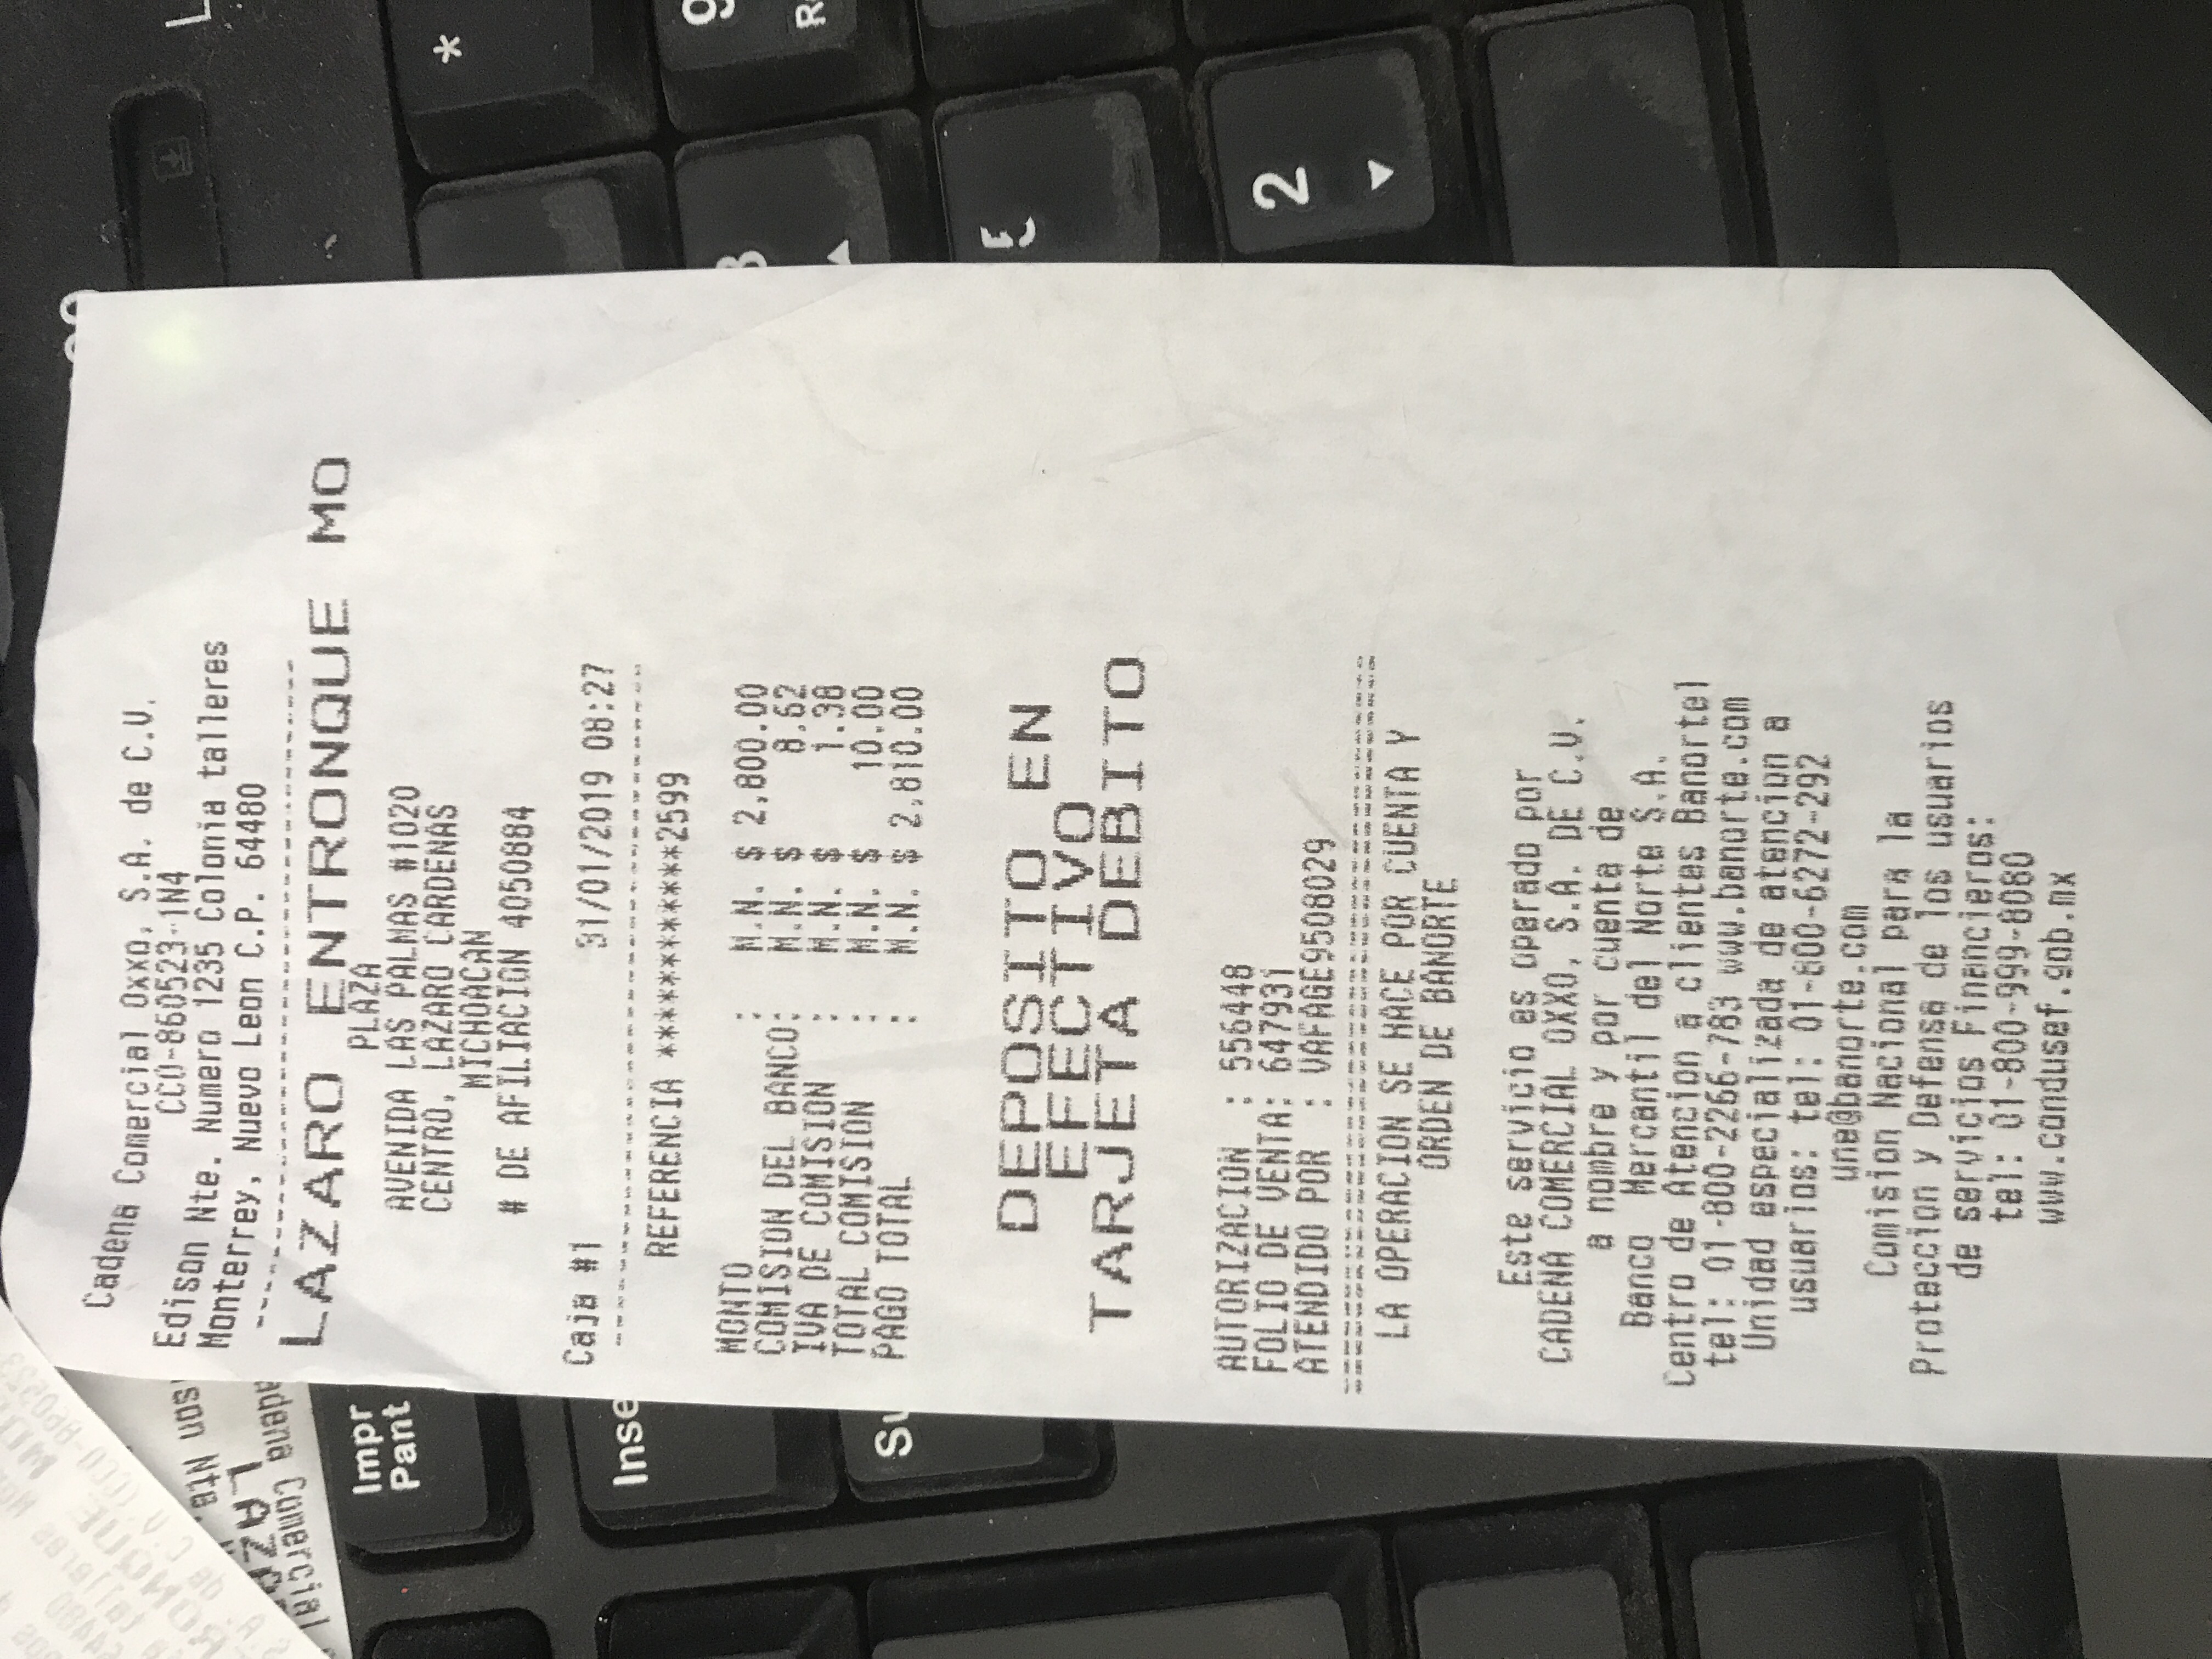 Cadena Comercial Oxxo, S.A. de C.V.
CCO-860523-1N4
Edison Nte. Numero 1235 Colonia talleres
Monterrey, Nuevo Leon C.P. 64480
LAZARO ENTRONQUE MO
PLAZA
AVENIDA LAS PALMAS #1020
CENTRO, LAZARO CARDENAS
MICHOACAN
# DE AFILIACION 4050884
Caja #1 31/01/2019 08:27
REFERENCIA ************2599
MONTO : M.N. $ 2,800.00
COMISION DEL BANCO: M.N. $ 8.62
IVA DE COMISION : M.N. $ 1.38
TOTAL COMISION : M.N. $ 10.00
PAGO TOTAL : M.N. $ 2,810.00
DEPOSITO EN
EFECTIVO
TARJETA DEBITO
AUTORIZACION : 556448
FOLIO DE VENTA: 647931
ATENDIDO POR : VAFAGE9508029
LA OPERACION SE HACE POR CUENTA Y
ORDEN DE BANORTE
Este servicio es operado por
CADENA COMERCIAL OXXO, S.A. DE C.V.
a nombre y por cuenta de
Banco Mercantil del Norte S.A.
Centro de Atencion a clientes Banortel
tel: 01-800-2266-783 www.banorte.com
Unidad especializada de atencion a
usuarios: tel: 01-800-6272-292
une@banorte.com
Comision Nacional para la
Proteccion y Defensa de los usuarios
de servicios Financieros:
tel: 01-800-999-8080
www.condusef.gob.mx
Impr
Pant
Inse
Su
*
9
5
2